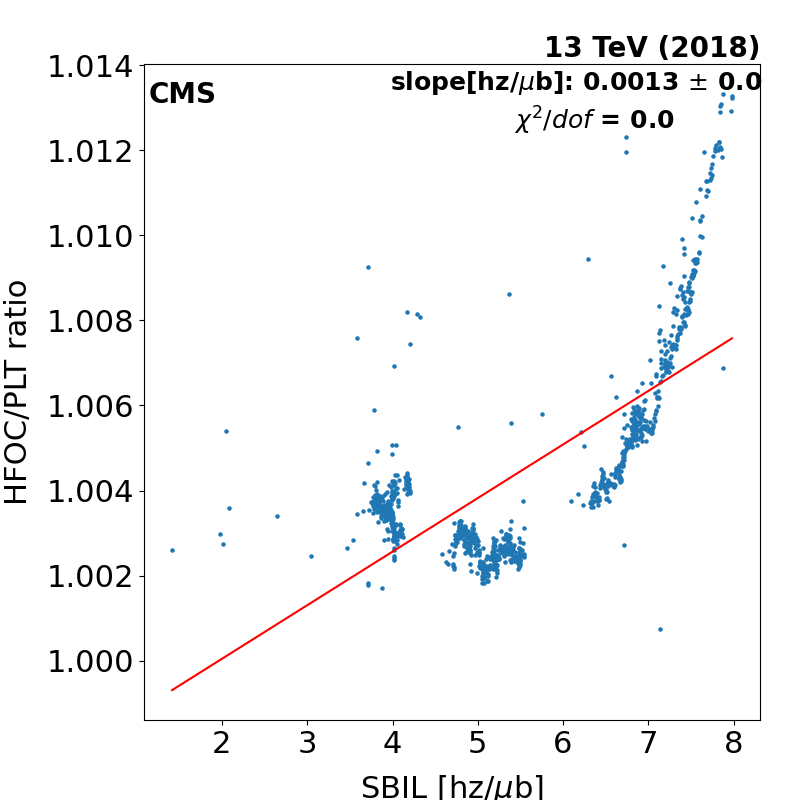 13 TeV (2018)
CMS
slope[hz/μb]: 0.0013 ± 0.0
χ²/dof = 0.0
HFOC/PLT ratio
1.014
1.012
1.010
1.008
1.006
1.004
1.002
1.000
2 3 4 5 6 7 8
SBIL [hz/μb]